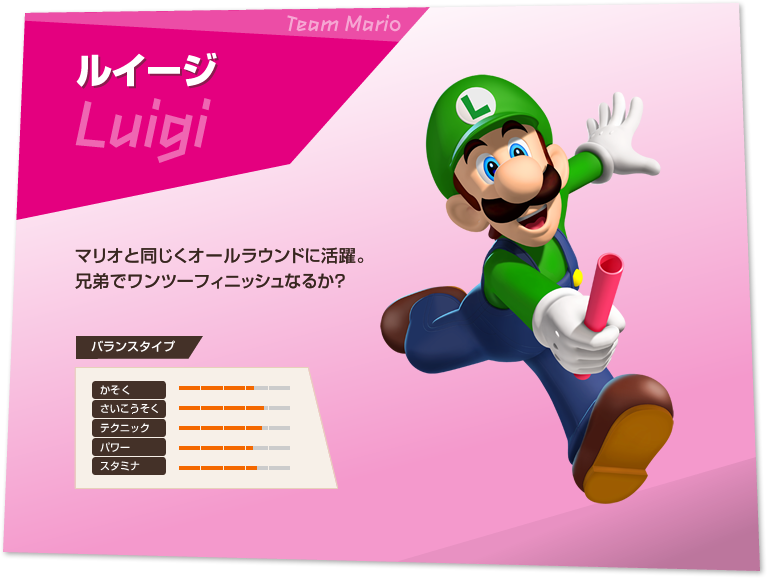 Team Mario
ルイージ
Luigi
L
マリオと同じくオールラウンドに活躍。
兄弟でワンツーフィニッシュなるか?
バランスタイプ
かそく
さいこうそく
テクニック
パワー
スタミナ